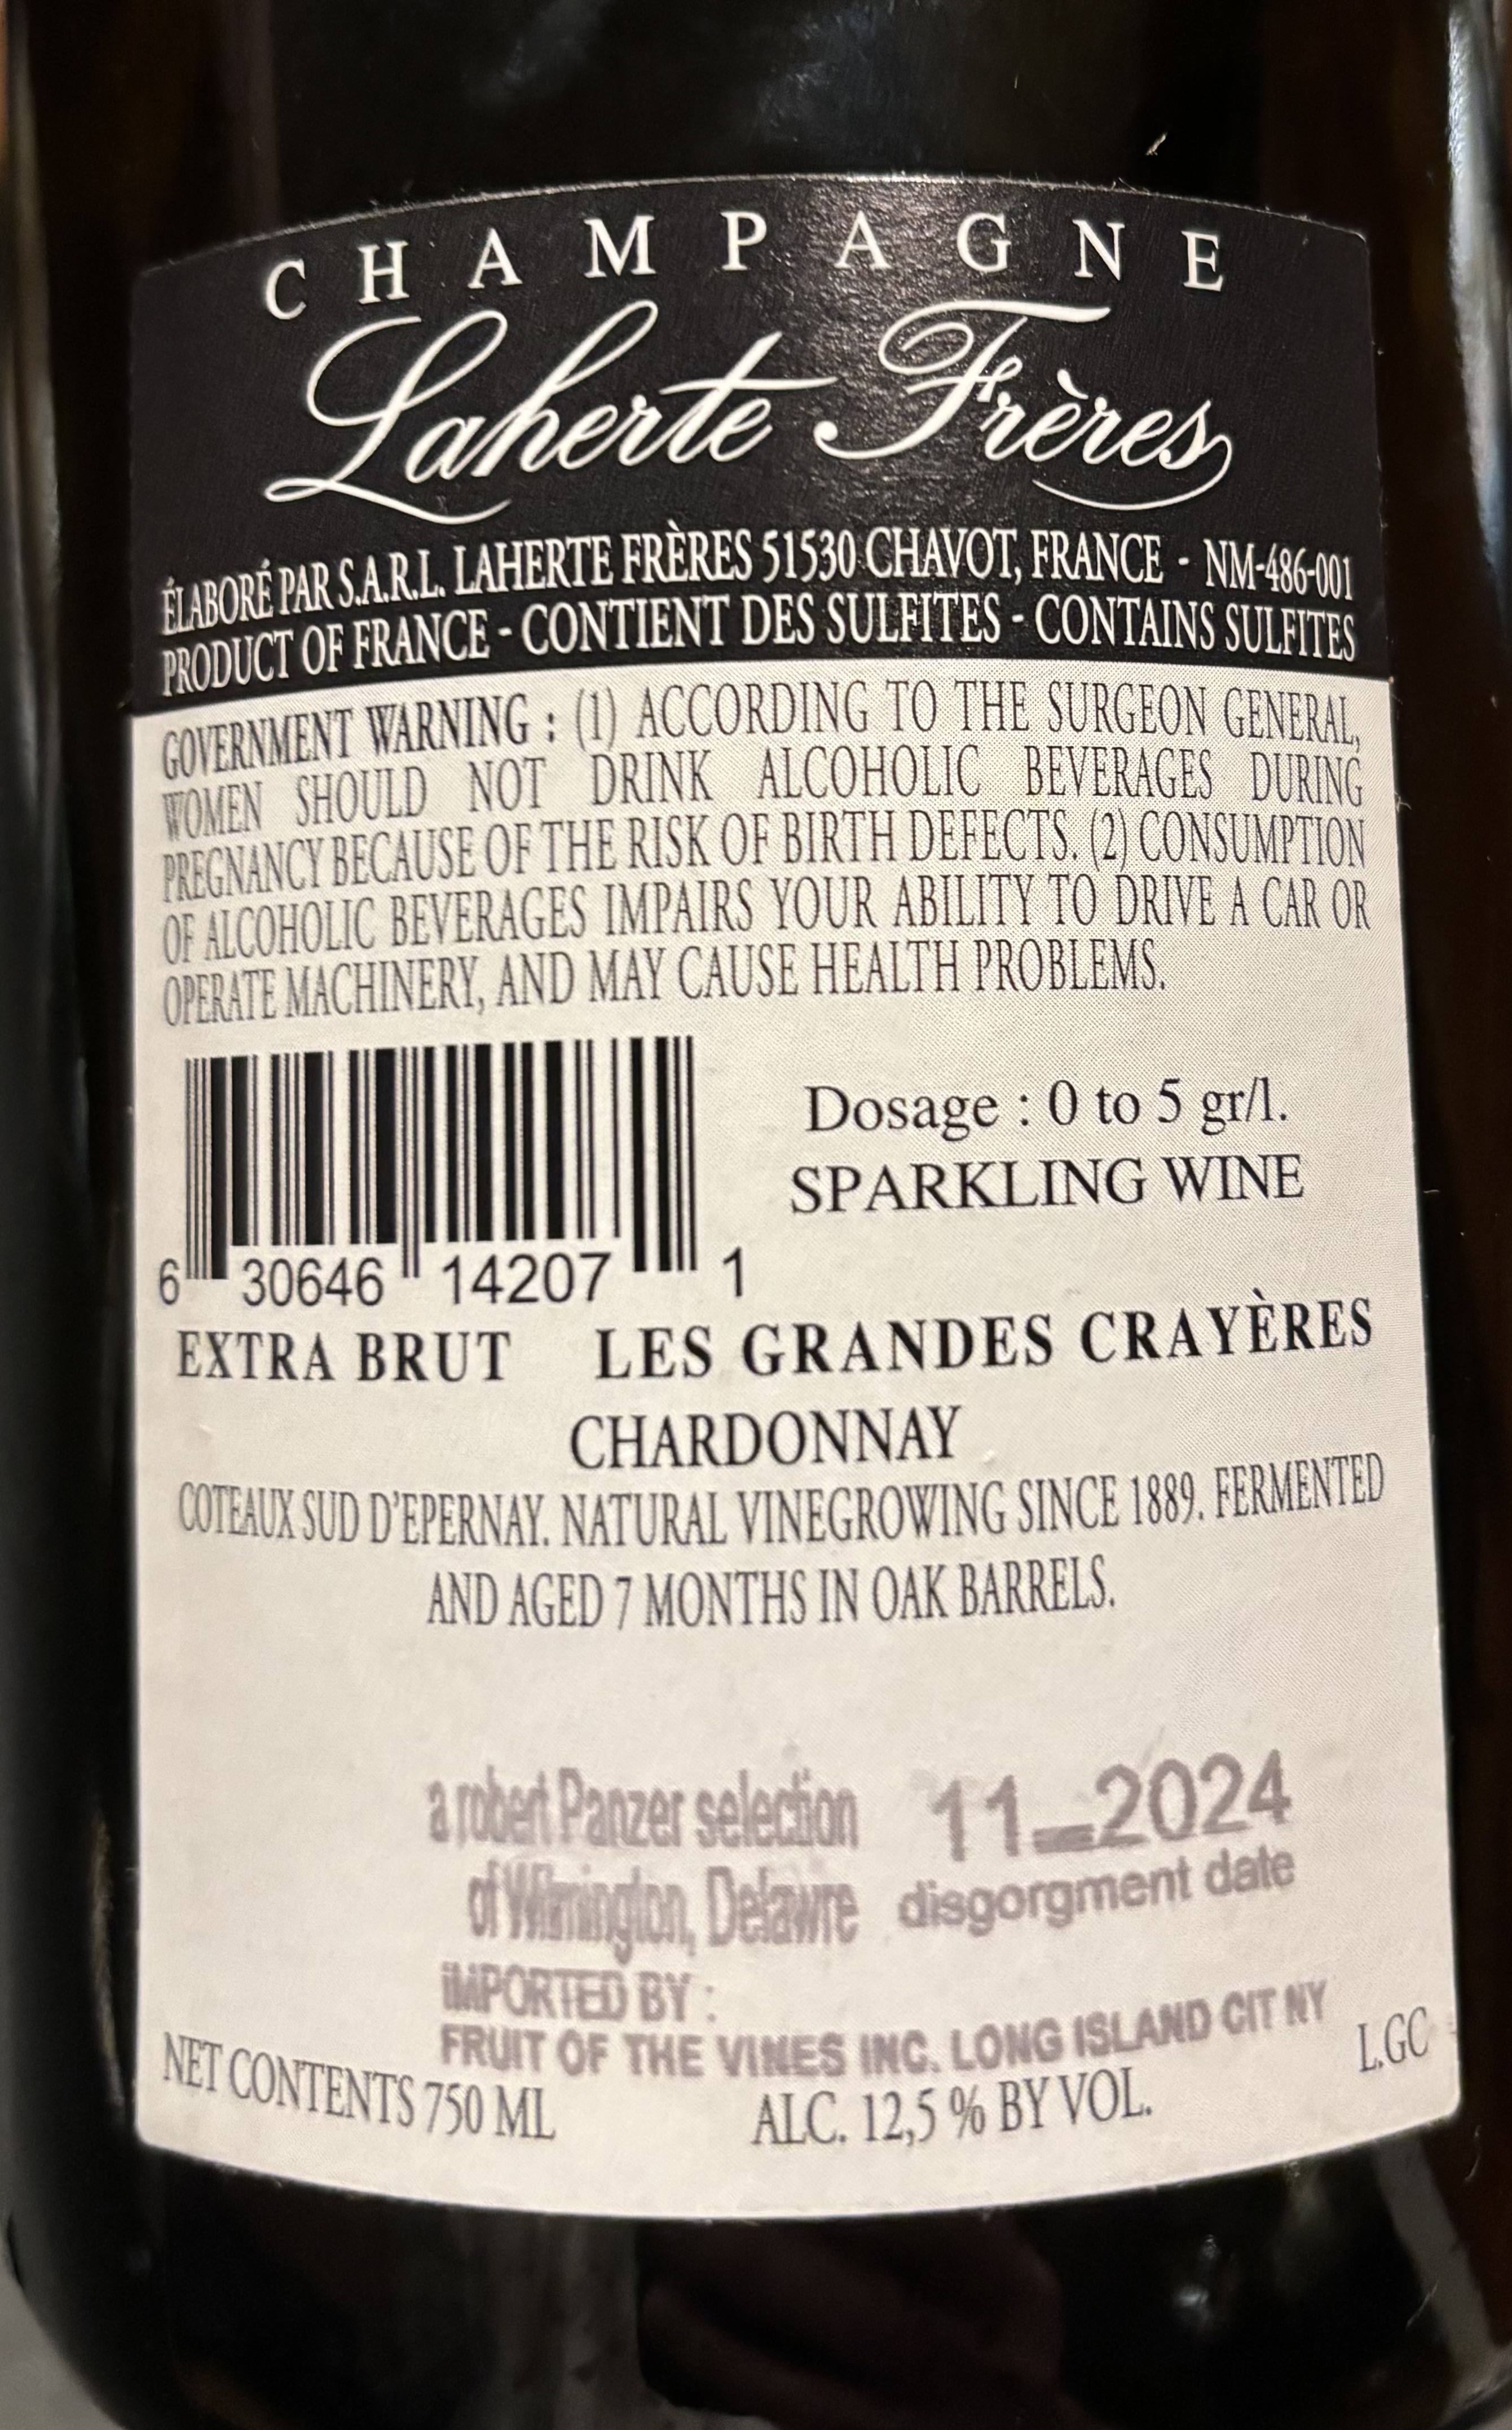 CHAMPAGNE
Laherte Frères
ÉLABORÉ PAR S.A.R.L. LAHERTE FRÈRES 51530 CHAVOT, FRANCE - NM-486-001
PRODUCT OF FRANCE - CONTIENT DES SULFITES - CONTAINS SULFITES
GOVERNMENT WARNING : (1) ACCORDING TO THE SURGEON GENERAL,
WOMEN SHOULD NOT DRINK ALCOHOLIC BEVERAGES DURING
PREGNANCY BECAUSE OF THE RISK OF BIRTH DEFECTS. (2) CONSUMPTION
OF ALCOHOLIC BEVERAGES IMPAIRS YOUR ABILITY TO DRIVE A CAR OR
OPERATE MACHINERY, AND MAY CAUSE HEALTH PROBLEMS.
Dosage : 0 to 5 gr/l.
SPARKLING WINE
6 30646 14207 1
EXTRA BRUT LES GRANDES CRAYÈRES
CHARDONNAY
COTEAUX SUD D'EPERNAY. NATURAL VINEGROWING SINCE 1889. FERMENTED
AND AGED 7 MONTHS IN OAK BARRELS.
a robert Panzer selection 11_2024
of Wilmington, Delawre disgorgment date
iMPORTED BY :
FRUIT OF THE VINES INC. LONG ISLAND CIT NY
NET CONTENTS 750 ML ALC. 12,5 % BY VOL. L.GC